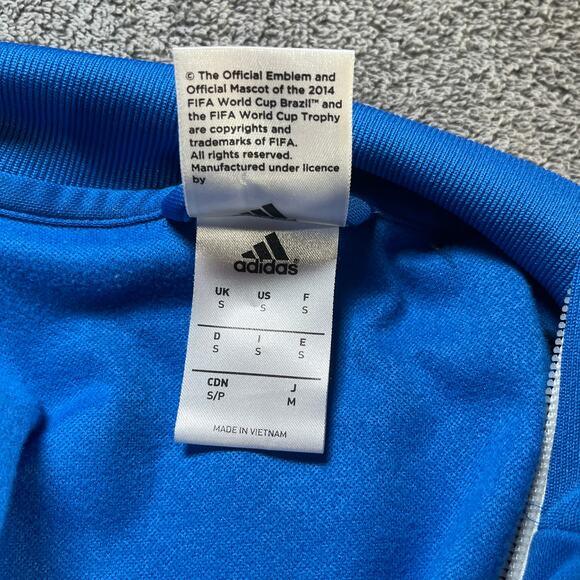 © The Official Emblem and
Official Mascot of the 2014
FIFA World Cup Brazil™ and
the FIFA World Cup Trophy
are copyrights and
trademarks of FIFA.
All rights reserved.
Manufactured under licence
by
adidas®
UK US F
S S S
D I E
S S S
CDN J
S/P M
MADE IN VIETNAM